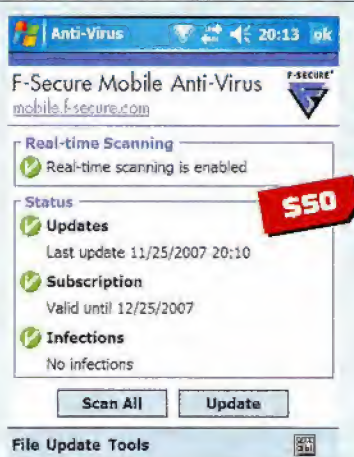 Anti-Virus 20:13 ok
F-Secure Mobile Anti-Virus
F-SECURE
mobile.f-secure.com
Real-time Scanning
Real-time scanning is enabled
$50
Status
Updates
Last update 11/25/2007 20:10
Subscription
Valid until 12/25/2007
Infections
No infections
Scan All Update
File Update Tools